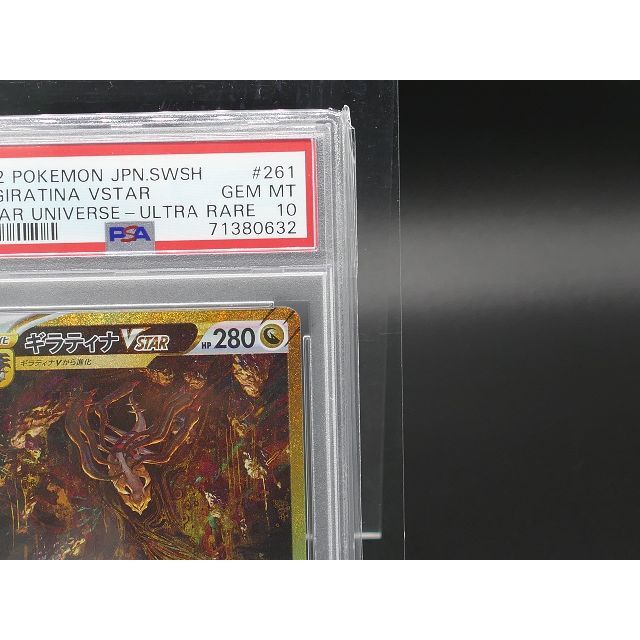 2 POKEMON JPN.SWSH #261
GIRATINA VSTAR GEM MT
AR UNIVERSE-ULTRA RARE 10
PSA 71380632
ギラティナVSTAR HP 280
ギラティナVから進化